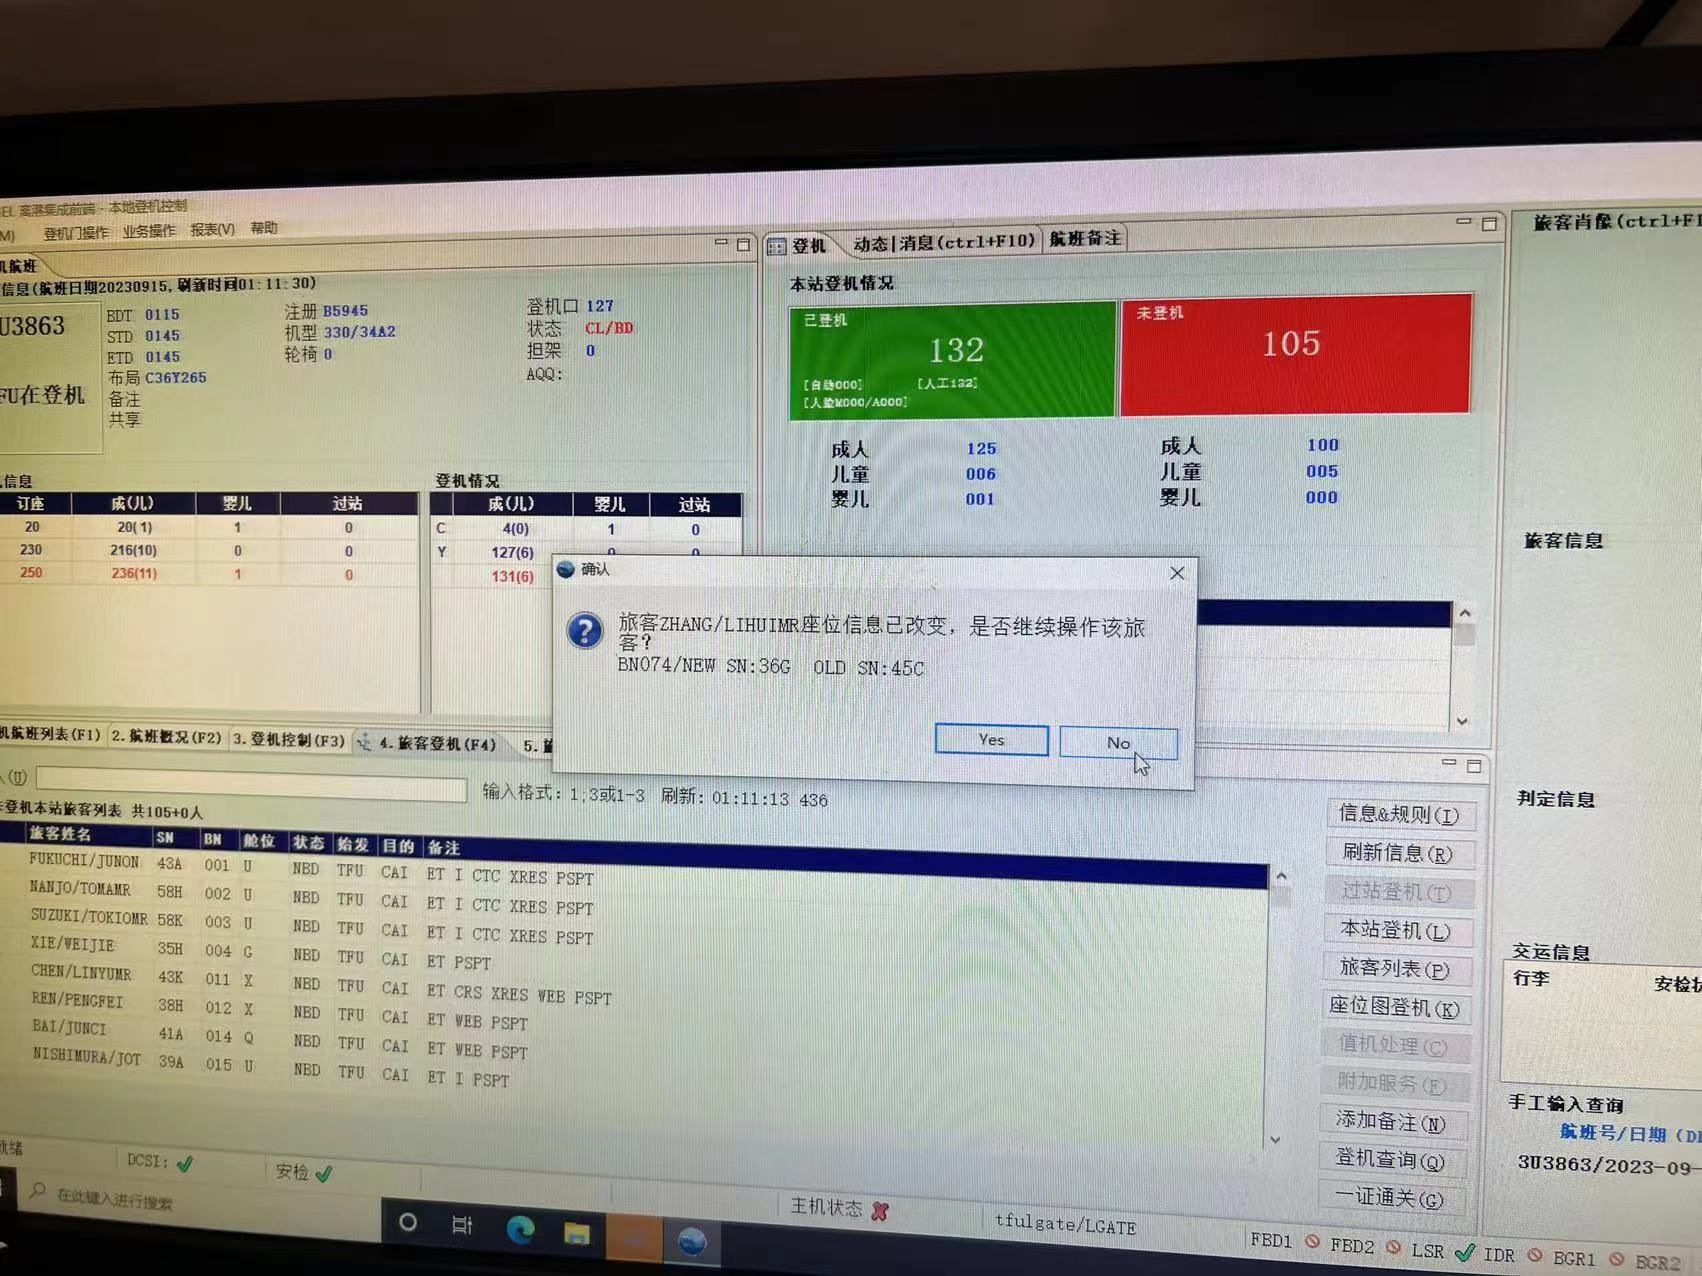 离港集成前端 - 本地登机控制
登机门操作 业务操作 报表(V) 帮助
机航班
信息(航班日期20230915,刷新时间01:11:30)
U3863
FU在登机
BDT 0115
STD 0145
ETD 0145
布局 C36Y265
备注
共享
注册 B5945
机型 330/34A2
轮椅 0
登机口 127
状态 CL/BD
担架 0
AQQ:
信息
订座 成(儿) 婴儿 过站
20 20(1) 1 0
230 216(10) 0 0
250 236(11) 1 0
登机情况
成(儿) 婴儿 过站
C 4(0) 1 0
Y 127(6) 0 0
131(6)
登机 动态|消息(ctrl+F10) 航班备注
本站登机情况
已登机
132
[自动000] [人工132]
[人脸M000/A000]
未登机
105
成人 125 成人 100
儿童 006 儿童 005
婴儿 001 婴儿 000
确认
旅客ZHANG/LIHUIMR座位信息已改变，是否继续操作该旅
客?
BN074/NEW SN:36G OLD SN:45C
Yes No
机航班列表(F1) 2.航班概况(F2) 3.登机控制(F3) 4.旅客登机(F4) 5.
(U)
输入格式: 1;3或1-3 刷新: 01:11:13 436
未登机本站旅客列表 共105+0人
旅客姓名 SN BN 舱位 状态 始发 目的 备注
FUKUCHI/JUNON 43A 001 U NBD TFU CAI ET I CTC XRES PSPT
NANJO/TOMAMR 58H 002 U NBD TFU CAI ET I CTC XRES PSPT
SUZUKI/TOKIOMR 58K 003 U NBD TFU CAI ET I CTC XRES PSPT
XIE/WEIJIE 35H 004 G NBD TFU CAI ET PSPT
CHEN/LINYUMR 43K 011 X NBD TFU CAI ET CRS XRES WEB PSPT
REN/PENGFEI 38H 012 X NBD TFU CAI ET WEB PSPT
BAI/JUNCI 41A 014 Q NBD TFU CAI ET WEB PSPT
NISHIMURA/JOT 39A 015 U NBD TFU CAI ET I PSPT
信息&规则(I)
刷新信息(R)
过站登机(T)
本站登机(L)
旅客列表(P)
座位图登机(K)
值机处理(C)
附加服务(F)
添加备注(N)
登机查询(Q)
一证通关(G)
旅客肖像(ctrl+F1
旅客信息
判定信息
交运信息
行李 安检状
手工输入查询
航班号/日期
3U3863/2023-09-
就绪
DCSI:
安检
主机状态
tfulgate/LGATE
FBD1 FBD2 LSR IDR BGR1 BGR2
在此键入进行搜索